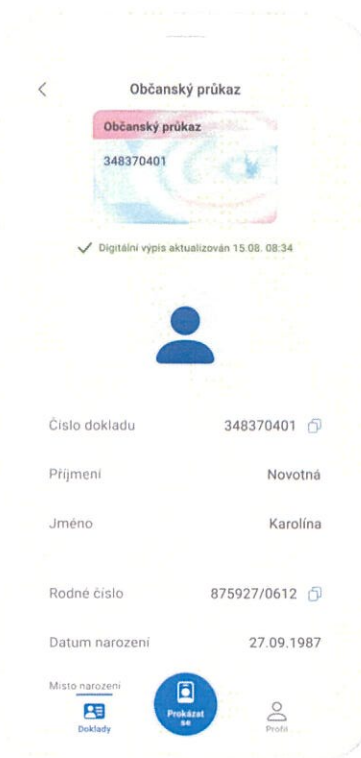 Občanský průkaz
Občanský průkaz
348370401
Digitální výpis aktualizován 15.08. 08:34
Číslo dokladu 348370401
Příjmení Novotná
Jméno Karolína
Rodné číslo 875927/0612
Datum narození 27.09.1987
Místo narození
Doklady
Prokázat
se
Profil